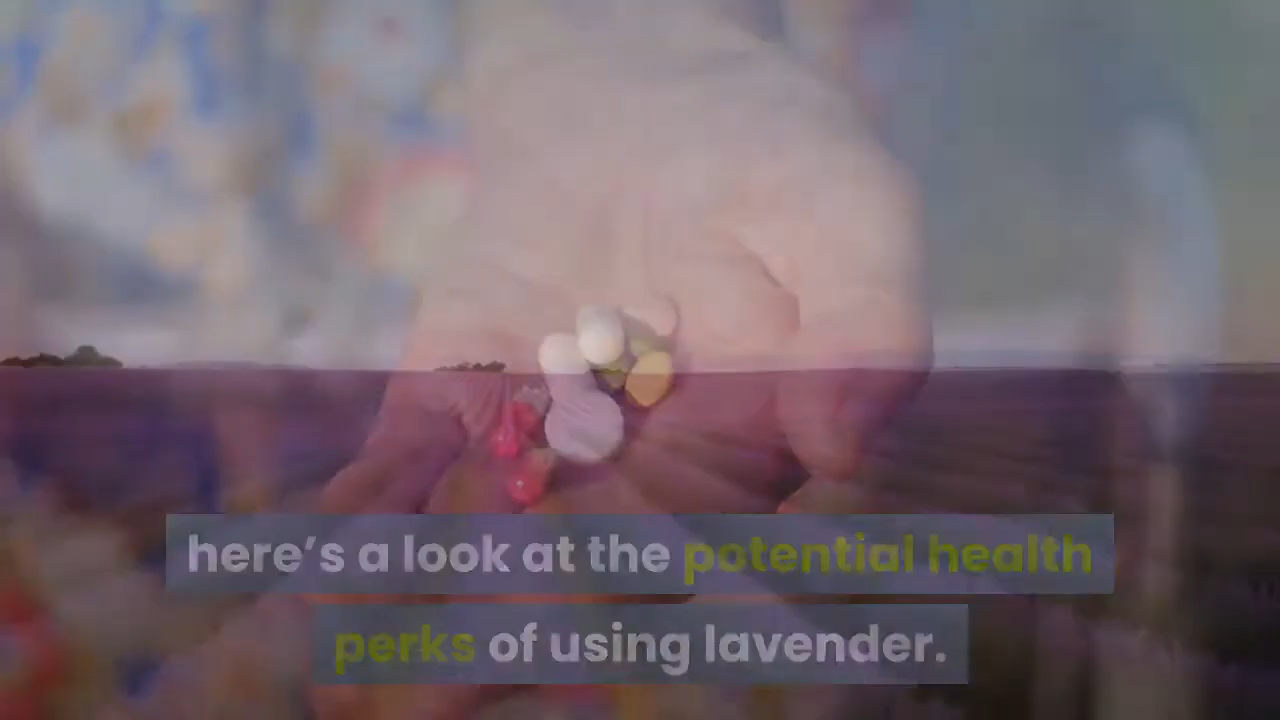 here's a look at the potential health
perks of using lavender.